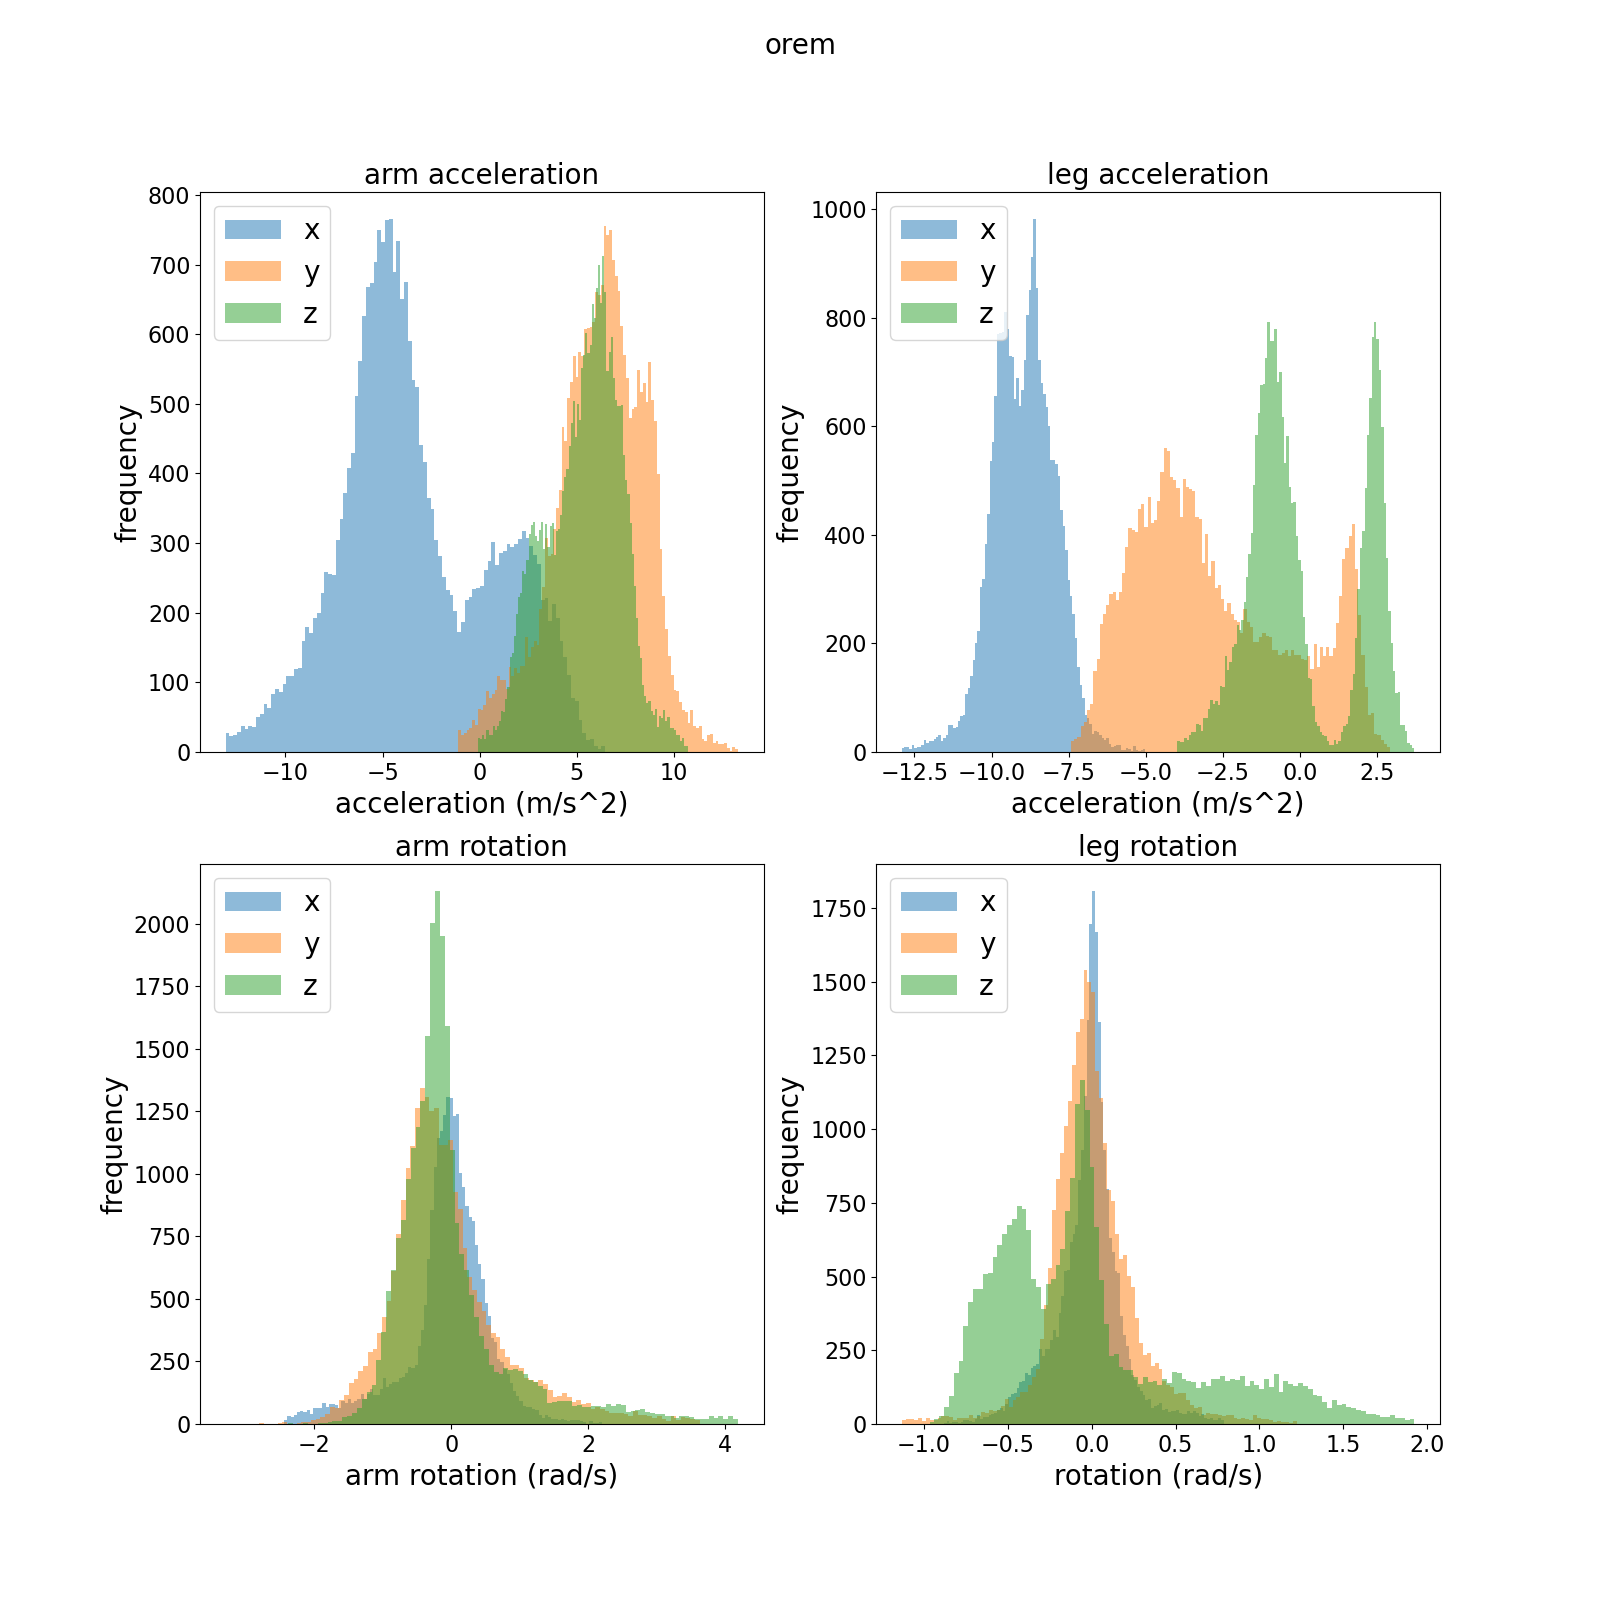 orem
arm acceleration
x
y
z
800
700
600
500
400
300
200
100
0
frequency
−10
−5
0
5
10
acceleration (m/s^2)
leg acceleration
x
y
z
1000
800
600
400
200
0
frequency
−12.5
−10.0
−7.5
−5.0
−2.5
0.0
2.5
acceleration (m/s^2)
arm rotation
x
y
z
2000
1750
1500
1250
1000
750
500
250
0
frequency
−2
0
2
4
arm rotation (rad/s)
leg rotation
x
y
z
1750
1500
1250
1000
750
500
250
0
frequency
−1.0
−0.5
0.0
0.5
1.0
1.5
2.0
rotation (rad/s)